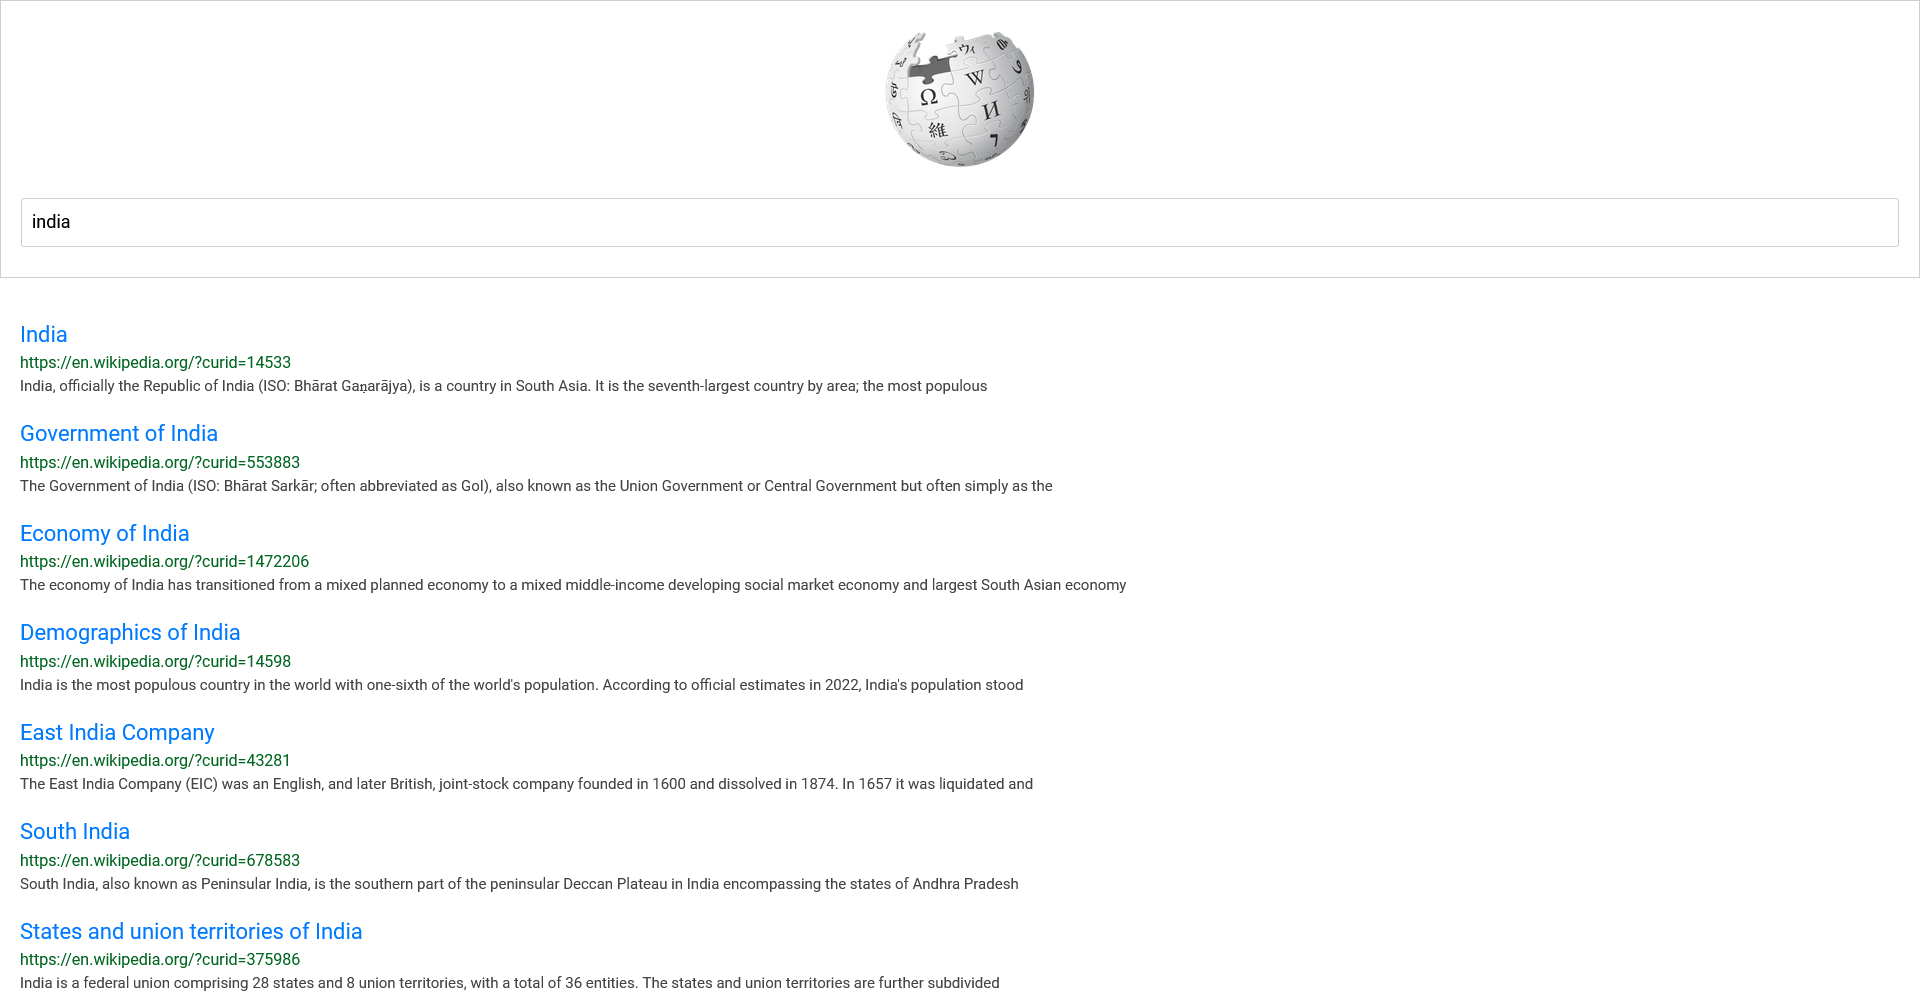 Ω
W
И
維
ウィ
india
India
https://en.wikipedia.org/?curid=14533
India, officially the Republic of India (ISO: Bhārat Gaṇarājya), is a country in South Asia. It is the seventh-largest country by area; the most populous
Government of India
https://en.wikipedia.org/?curid=553883
The Government of India (ISO: Bhārat Sarkār; often abbreviated as GoI), also known as the Union Government or Central Government but often simply as the
Economy of India
https://en.wikipedia.org/?curid=1472206
The economy of India has transitioned from a mixed planned economy to a mixed middle-income developing social market economy and largest South Asian economy
Demographics of India
https://en.wikipedia.org/?curid=14598
India is the most populous country in the world with one-sixth of the world's population. According to official estimates in 2022, India's population stood
East India Company
https://en.wikipedia.org/?curid=43281
The East India Company (EIC) was an English, and later British, joint-stock company founded in 1600 and dissolved in 1874. In 1657 it was liquidated and
South India
https://en.wikipedia.org/?curid=678583
South India, also known as Peninsular India, is the southern part of the peninsular Deccan Plateau in India encompassing the states of Andhra Pradesh
States and union territories of India
https://en.wikipedia.org/?curid=375986
India is a federal union comprising 28 states and 8 union territories, with a total of 36 entities. The states and union territories are further subdivided